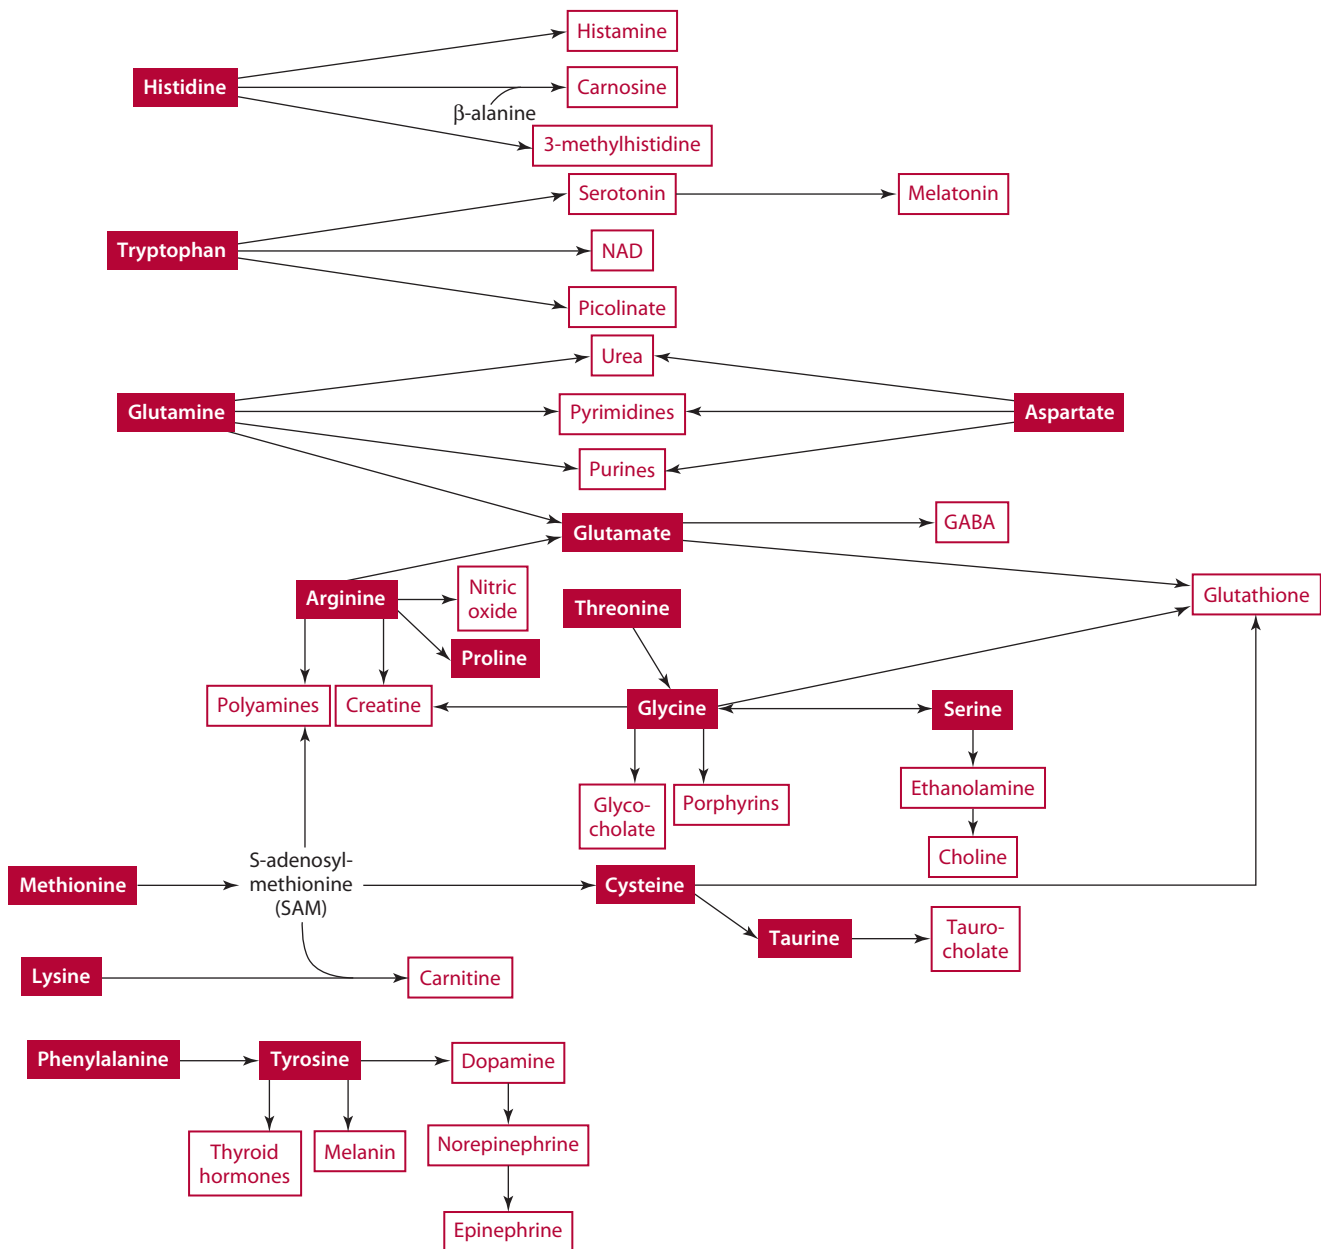 Histamine
Histidine
Carnosine
β-alanine
3-methylhistidine
Serotonin
Melatonin
Tryptophan
NAD
Picolinate
Urea
Glutamine
Pyrimidines
Aspartate
Purines
Glutamate
GABA
Arginine
Nitric
oxide
Threonine
Glutathione
Proline
Polyamines
Creatine
Glycine
Serine
Glyco-
cholate
Porphyrins
Ethanolamine
Choline
Methionine
S-adenosyl-
methionine
(SAM)
Cysteine
Taurine
Tauro-
cholate
Lysine
Carnitine
Phenylalanine
Tyrosine
Dopamine
Thyroid
hormones
Melanin
Norepinephrine
Epinephrine